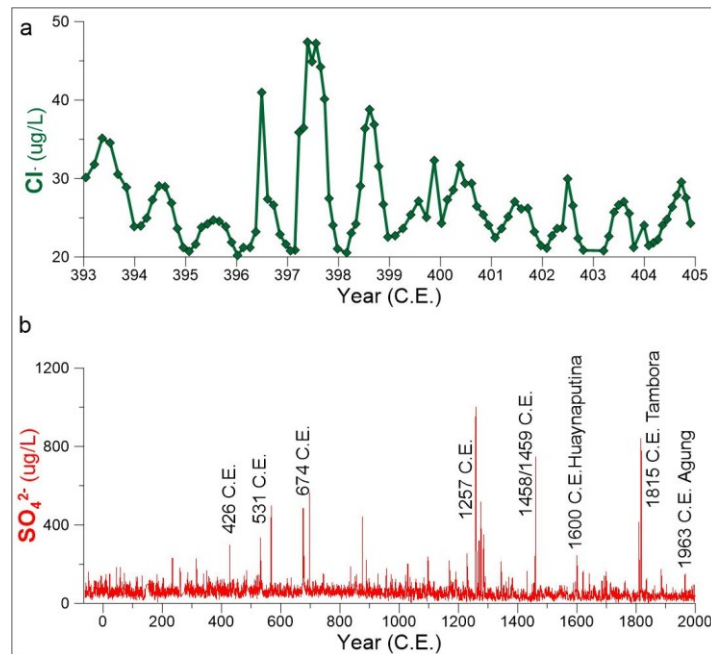 a
50
40
30
20
Cl- (ug/L)
393 394 395 396 397 398 399 400 401 402 403 404 405
Year (C.E.)
b
1200
800
400
0
SO₄²⁻ (ug/L)
426 C.E.
531 C.E.
674 C.E.
1257 C.E.
1458/1459 C.E.
1600 C.E.Huaynaputina
1815 C.E. Tambora
1963 C.E. Agung
0 200 400 600 800 1000 1200 1400 1600 1800 2000
Year (C.E.)